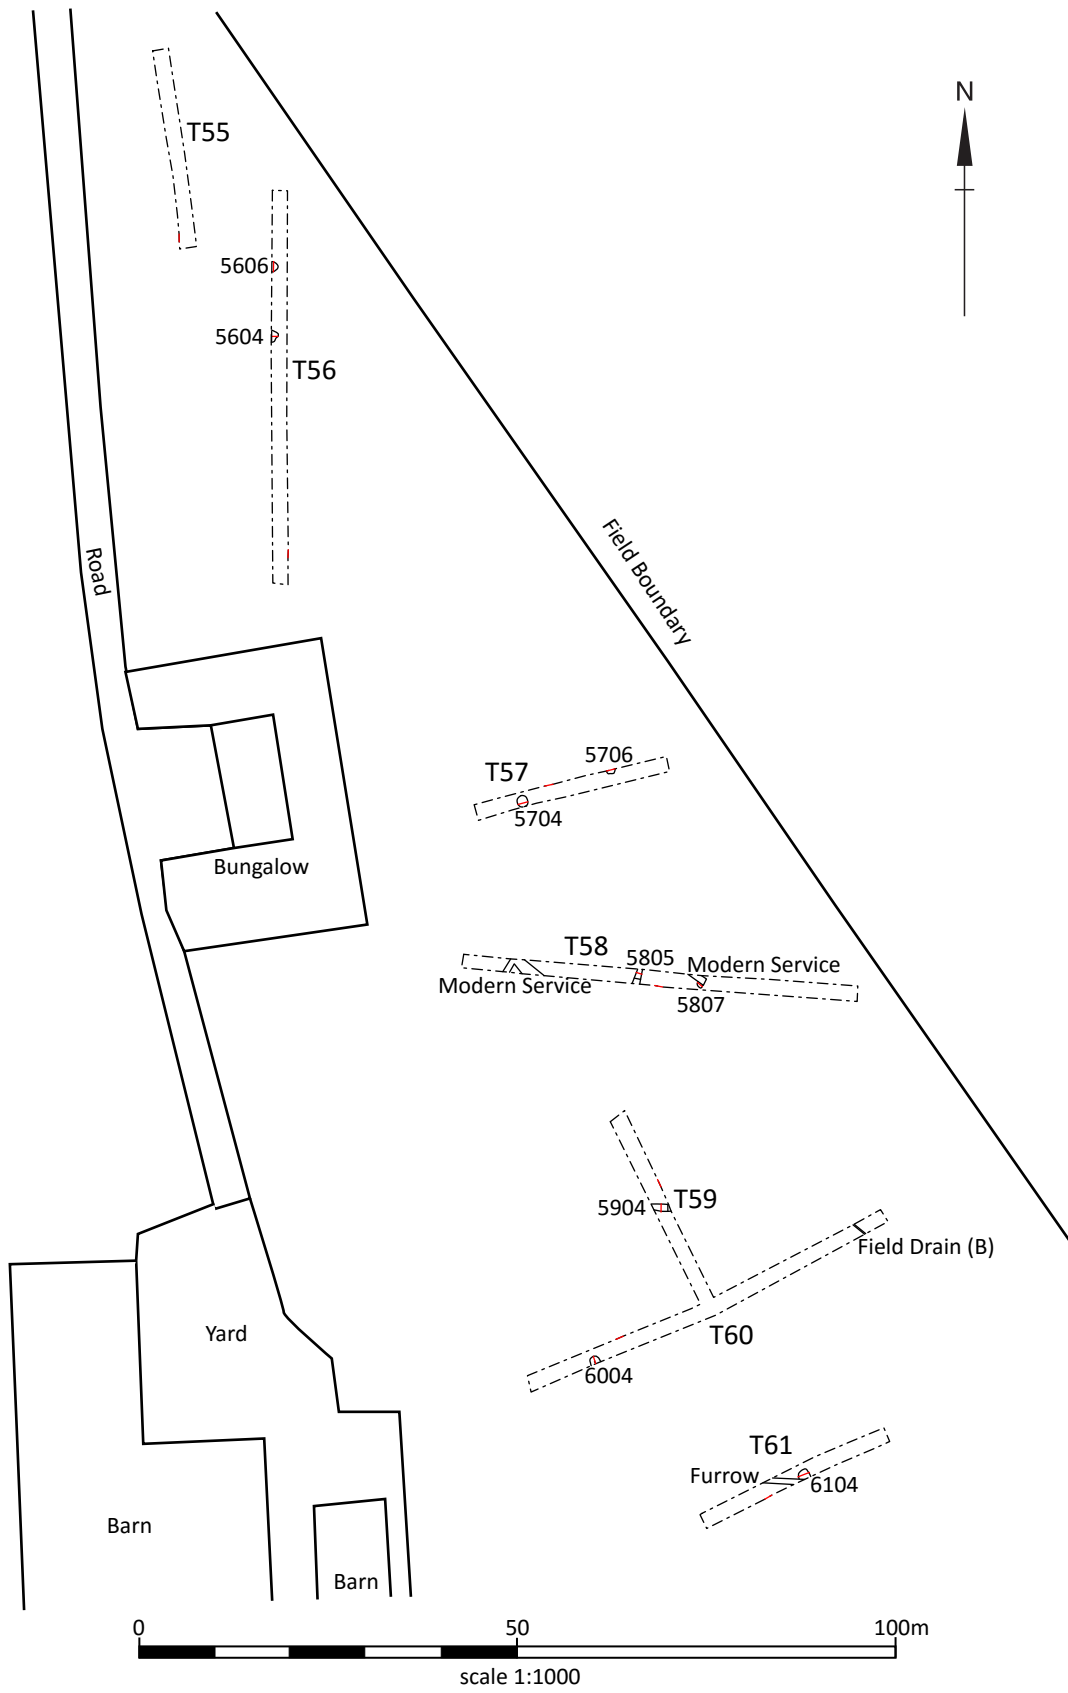 N
T55
5606
5604
T56
Road
Field Boundary
5706
T57
5704
Bungalow
T58
5805
Modern Service
Modern Service
5807
T59
5904
Field Drain (B)
T60
Yard
6004
T61
Furrow
6104
Barn
Barn
0 50 100m
scale 1:1000